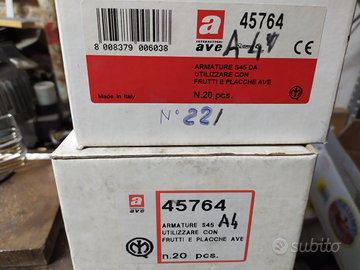 a
45764
ave
A 4
CE
8 008379 006038
ARMATURE S45 DA
UTILIZZARE CON
FRUTTI E PLACCHE AVE
Made in Italy
N.20 pcs.
N° 221
a
ave
45764
ARMATURE S45
A4
UTILIZZARE CON
FRUTTI E PLACCHE AVE
n.20 pcs.
subito